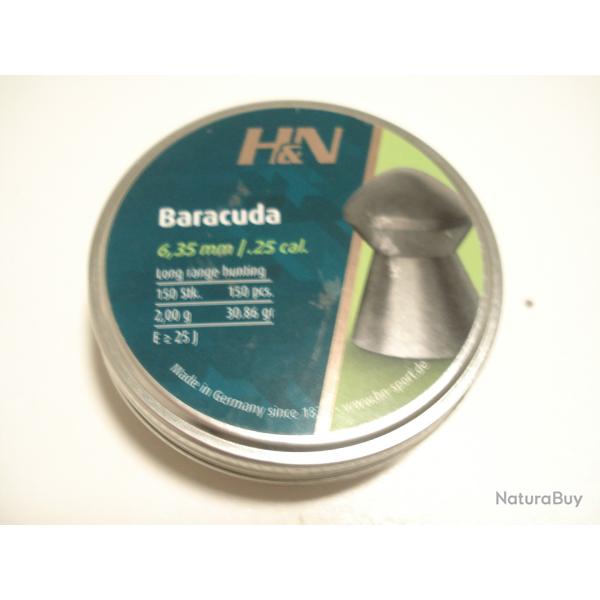 H&N
Baracuda
6,35 mm / .25 cal.
Long range hunting
150 Stk. 150 pcs.
2,00 g 30.86 gr
E ≥ 25 J
Made in Germany since www.hn-sport.de
NaturaBuy